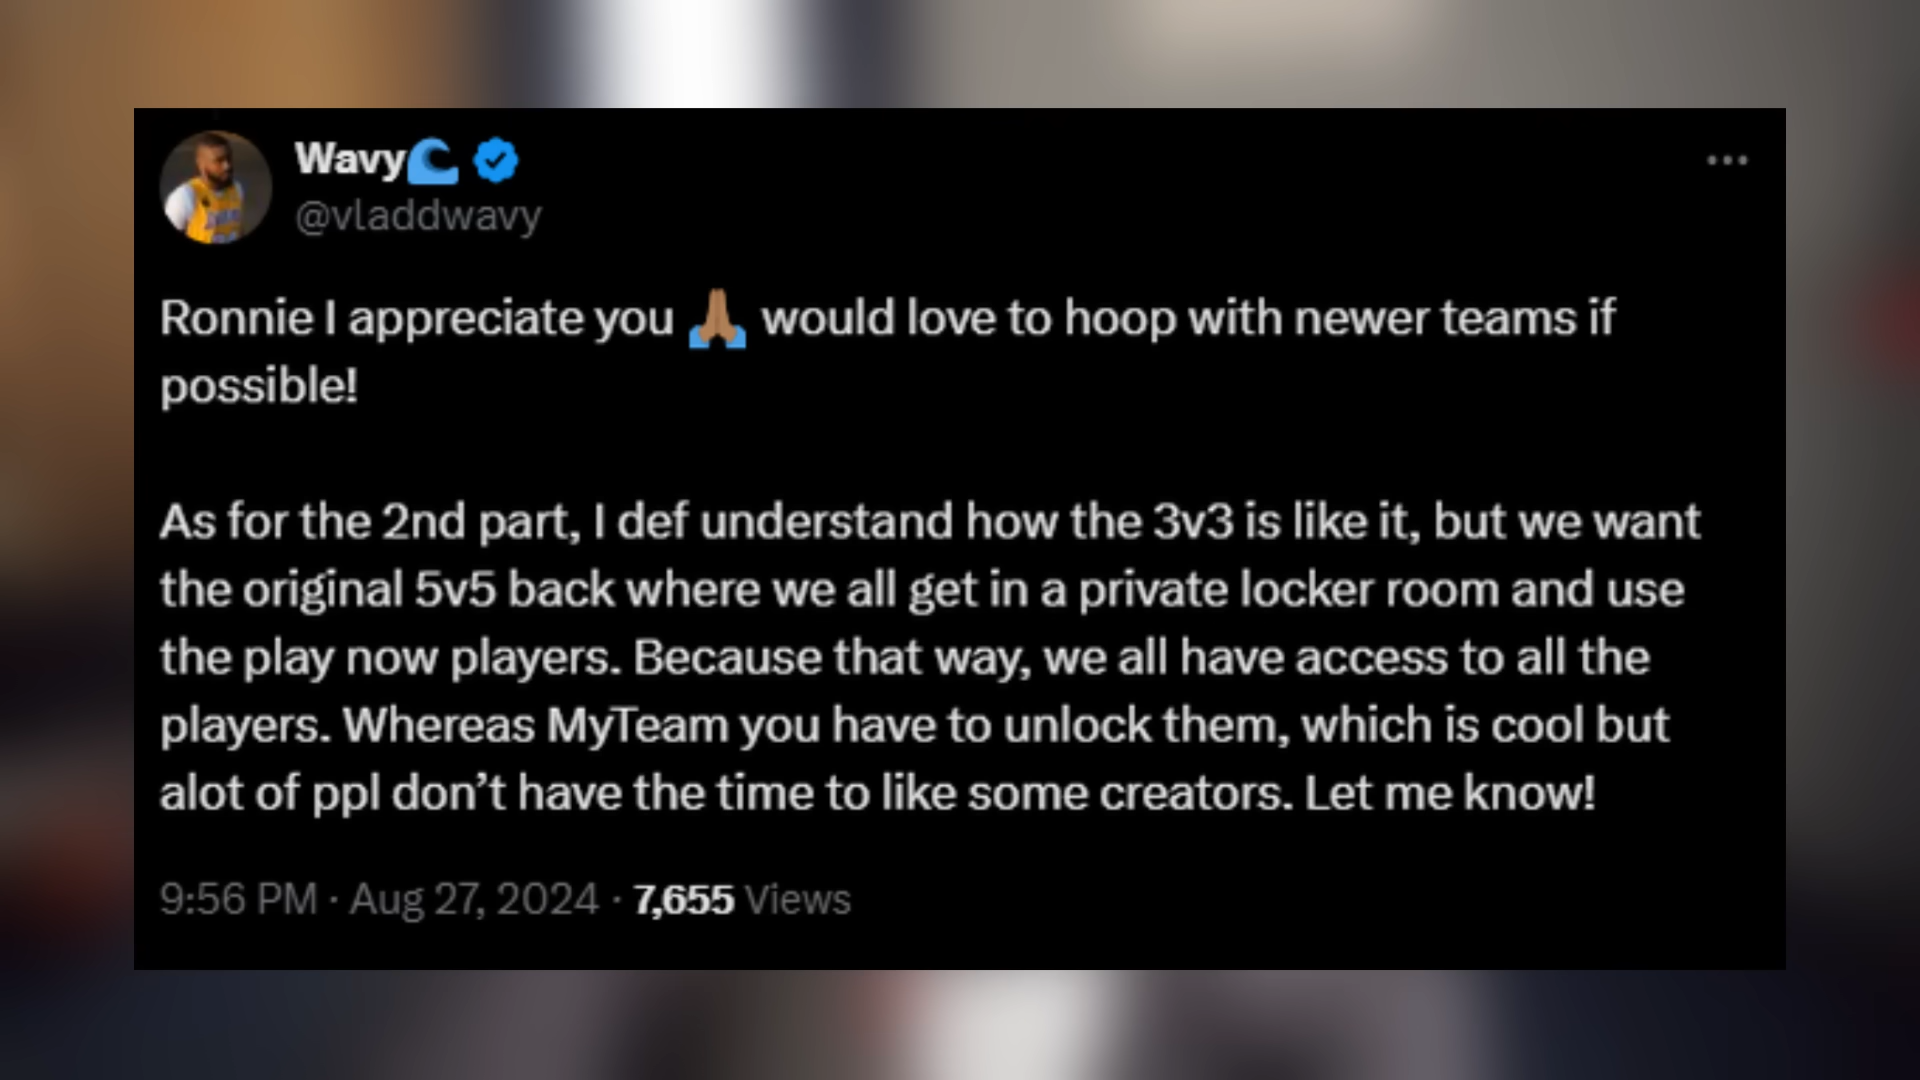 Wavy🌊
@vladdwavy
Ronnie I appreciate you 🙏🏽 would love to hoop with newer teams if
possible!
As for the 2nd part, I def understand how the 3v3 is like it, but we want
the original 5v5 back where we all get in a private locker room and use
the play now players. Because that way, we all have access to all the
players. Whereas MyTeam you have to unlock them, which is cool but
alot of ppl don’t have the time to like some creators. Let me know!
9:56 PM · Aug 27, 2024 · 7,655 Views